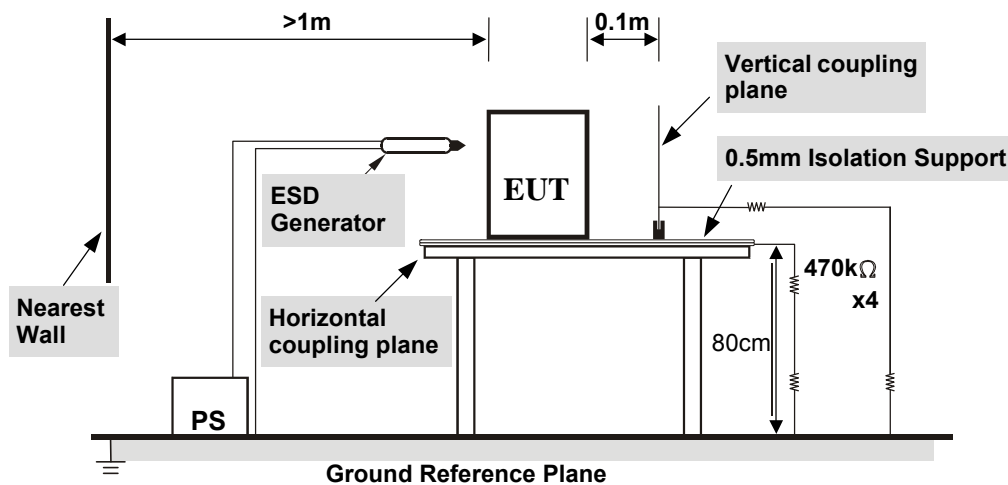 >1m
0.1m
Vertical coupling
plane
0.5mm Isolation Support
ESD
Generator
EUT
Nearest
Wall
Horizontal
coupling plane
470kΩ
x4
80cm
PS
Ground Reference Plane